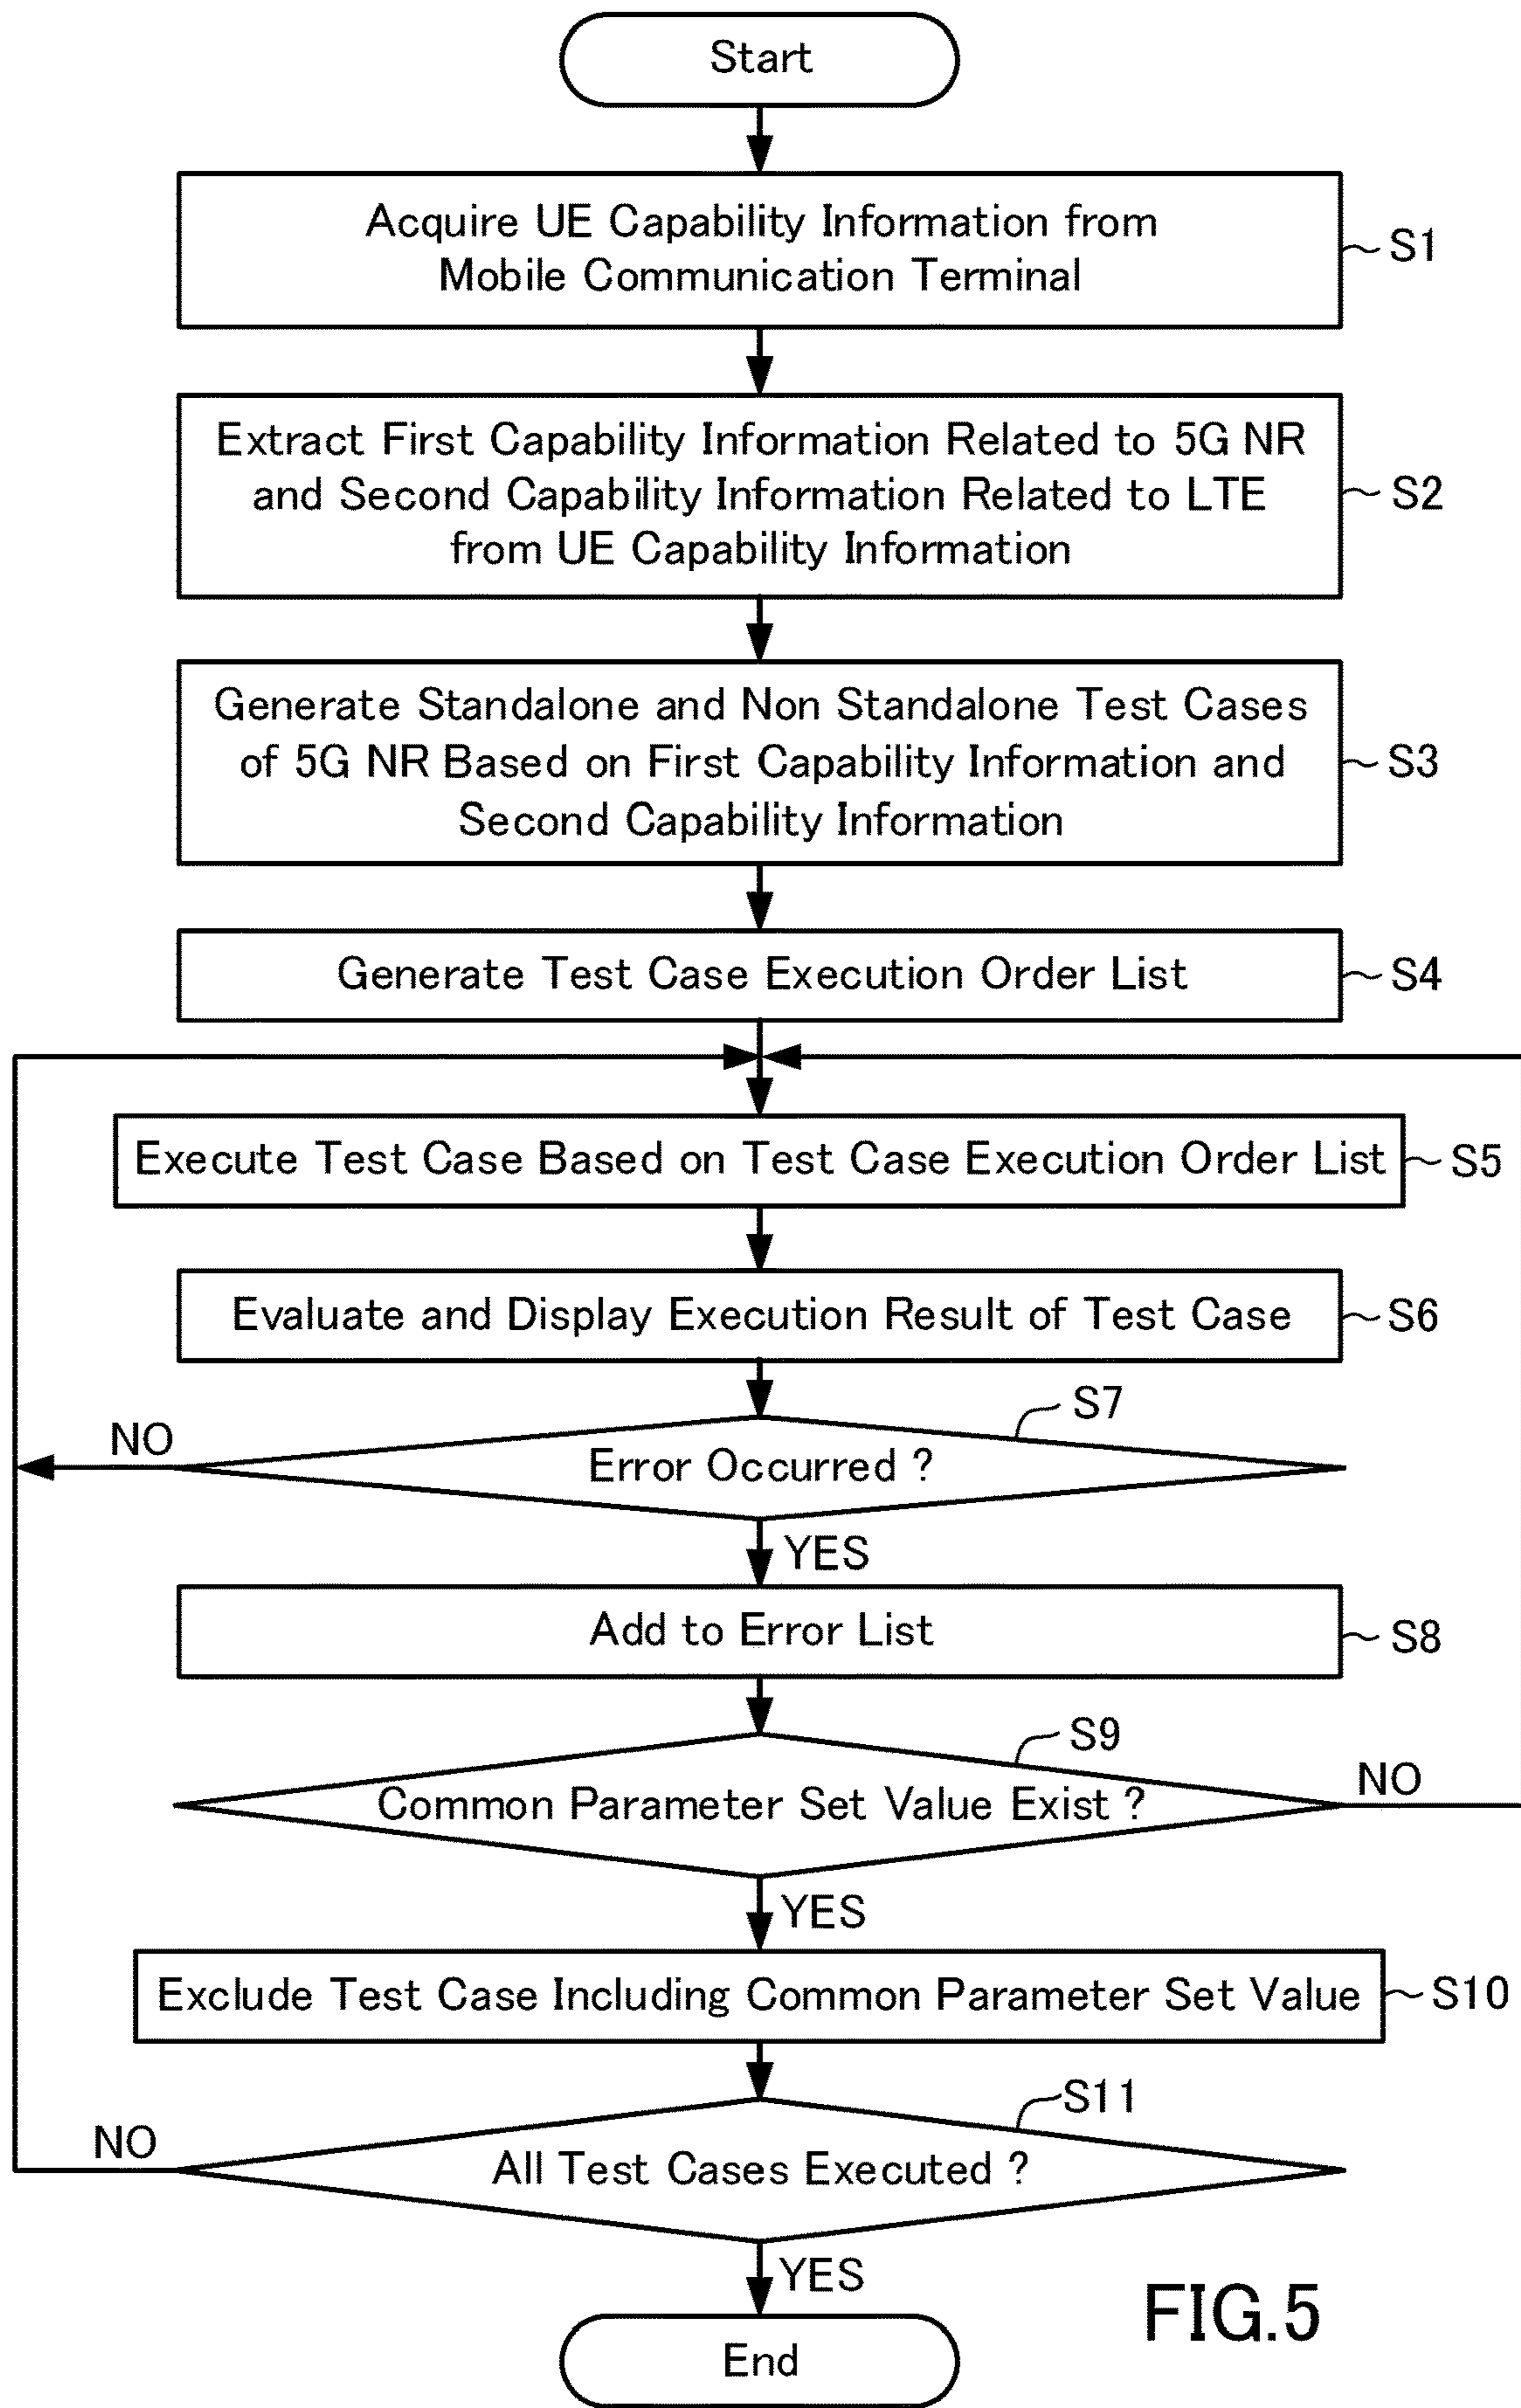 Start
Acquire UE Capability Information from
Mobile Communication Terminal
S1
Extract First Capability Information Related to 5G NR
and Second Capability Information Related to LTE
from UE Capability Information
S2
Generate Standalone and Non Standalone Test Cases
of 5G NR Based on First Capability Information and
Second Capability Information
S3
Generate Test Case Execution Order List
S4
Execute Test Case Based on Test Case Execution Order List
S5
Evaluate and Display Execution Result of Test Case
S6
S7
NO
Error Occurred ?
YES
Add to Error List
S8
S9
Common Parameter Set Value Exist ?
NO
YES
Exclude Test Case Including Common Parameter Set Value
S10
S11
NO
All Test Cases Executed ?
YES
End
FIG.5